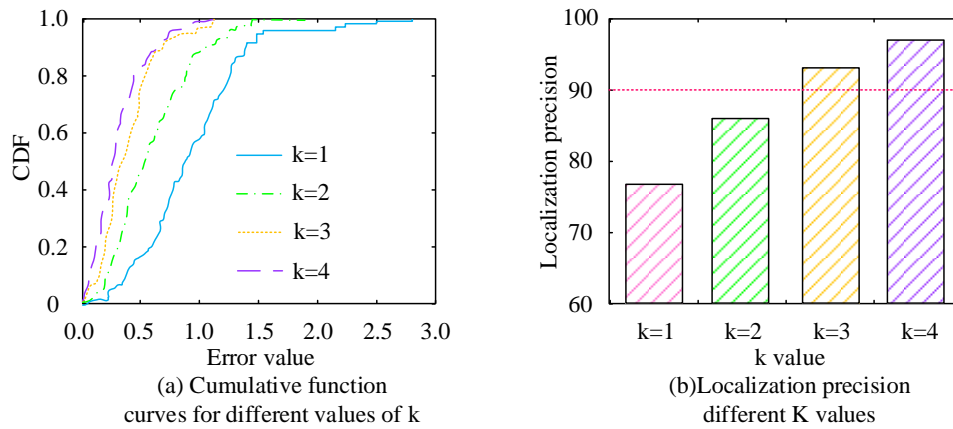 1.0
0.8
0.6
0.4
0.2
0
CDF
k=1
k=2
k=3
k=4
0.0 0.5 1.0 1.5 2.0 2.5 3.0
Error value
(a) Cumulative function
curves for different values of k
100
90
80
70
60
Localization precision
k=1 k=2 k=3 k=4
k value
(b)Localization precision
different K values